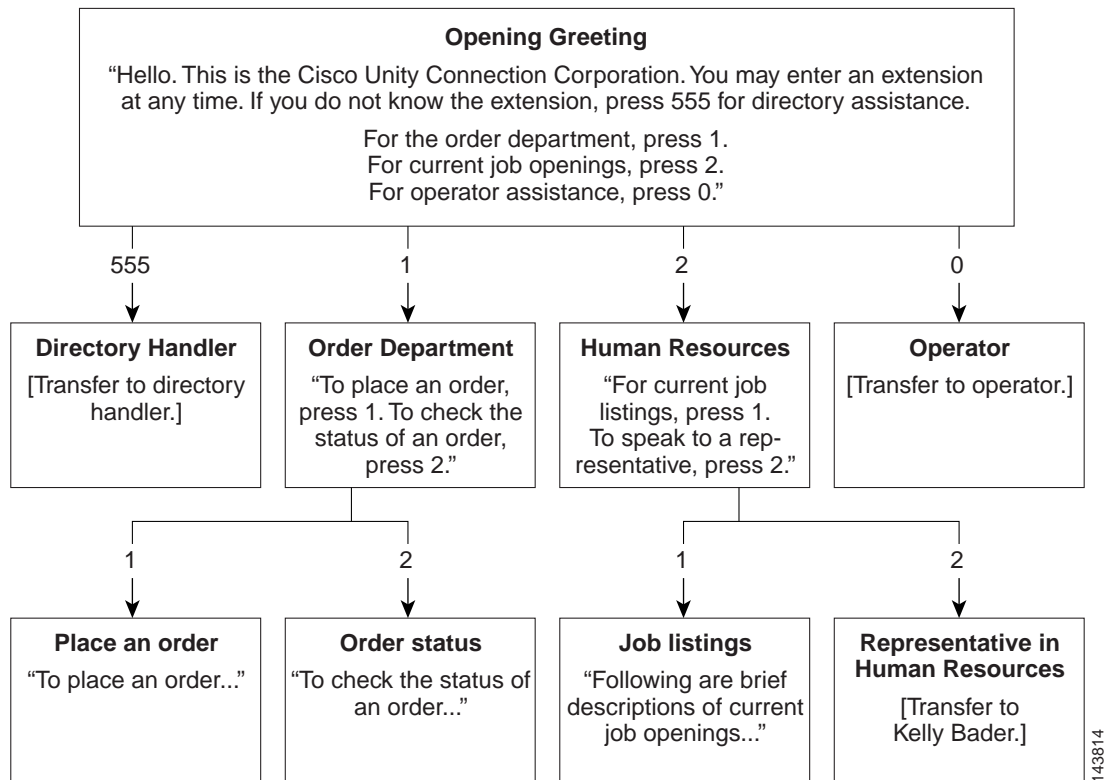 Opening Greeting
“Hello. This is the Cisco Unity Connection Corporation. You may enter an extension
at any time. If you do not know the extension, press 555 for directory assistance.
For the order department, press 1.
For current job openings, press 2.
For operator assistance, press 0.”
555
1
2
0
Directory Handler
[Transfer to directory
handler.]
Order Department
“To place an order,
press 1. To check the
status of an order,
press 2.”
Human Resources
“For current job
listings, press 1.
To speak to a rep-
resentative, press 2.”
Operator
[Transfer to operator.]
1
2
1
2
Place an order
“To place an order...”
Order status
“To check the status of
an order...”
Job listings
“Following are brief
descriptions of current
job openings...”
Representative in
Human Resources
[Transfer to
Kelly Bader.]
143814